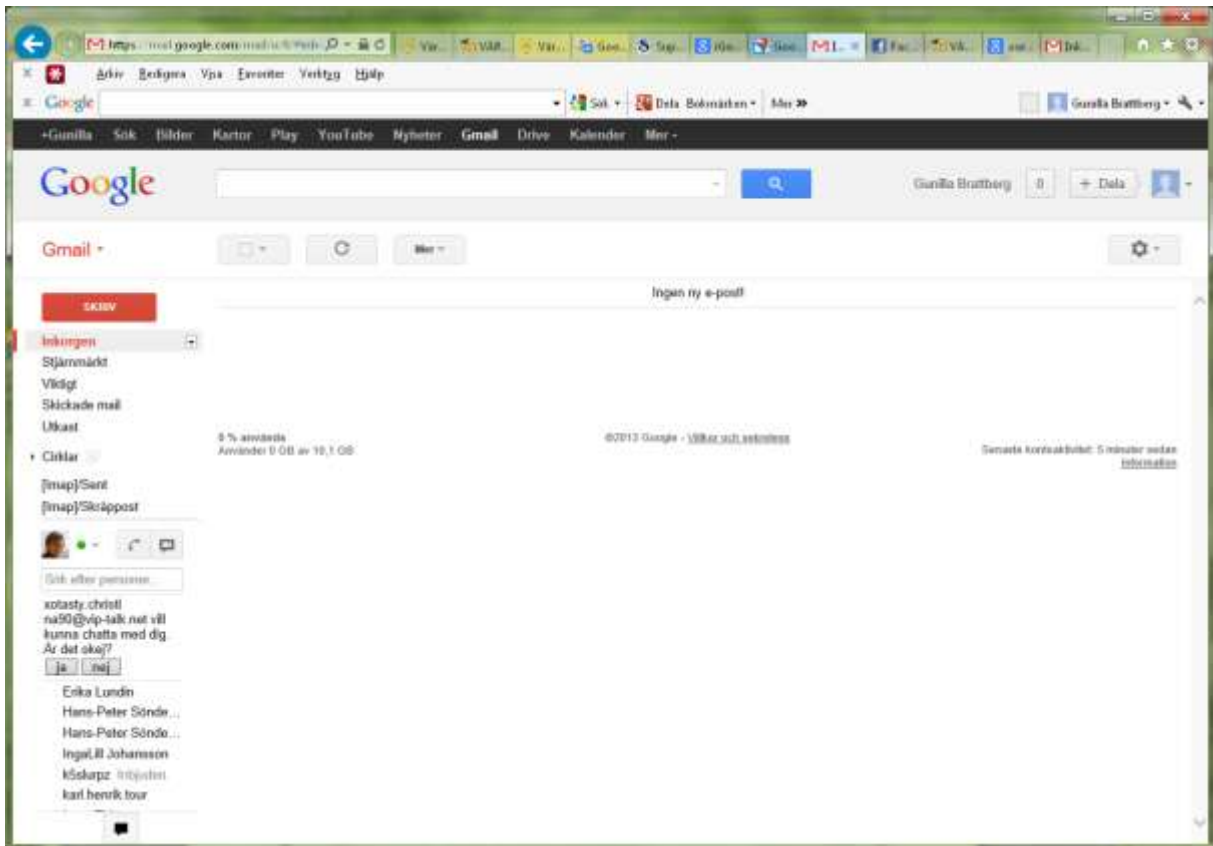 https
google.com
Arkiv Redigera Visa Favoriter Verktyg Hjälp
Google Sök Dela Bokmärken Mer Gunilla Brattberg
+Gunilla Sök Bilder Kartor Play YouTube Nyheter Gmail Drive Kalender Mer
Google Gunilla Brattberg 0 + Dela
Gmail Mer
SKRIV Ingen ny e-post!
Inkorgen
Stjärnmärkt
Viktigt
Skickade mail
Utkast
0 % används
Använder 0 GB av 10,1 GB
©2013 Google - Villkor och sekretess
Senaste kontoaktivitet: 5 minuter sedan
Information
Cirklar
[Imap]/Sent
[Imap]/Skräppost
Sök efter personer...
xotasty.christi
na90@vip-talk.net vill
kunna chatta med dig.
Är det okej?
ja nej
Erika Lundin
Hans-Peter Sönde...
Hans-Peter Sönde...
IngaLill Johansson
Inbjuden
karl.henrik.tour